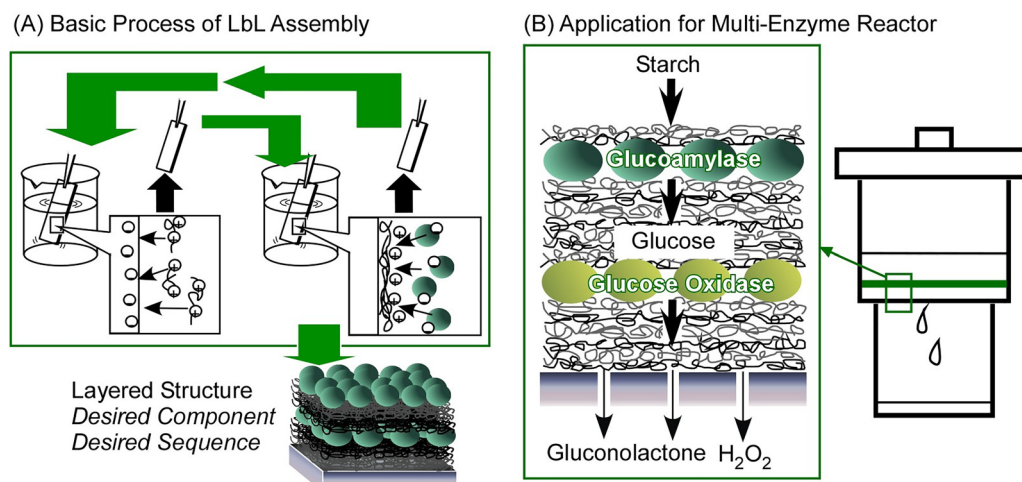 (A) Basic Process of LbL Assembly
Layered Structure
Desired Component
Desired Sequence
(B) Application for Multi-Enzyme Reactor
Starch
Glucoamylase
Glucose
Glucose Oxidase
Gluconolactone H₂O₂